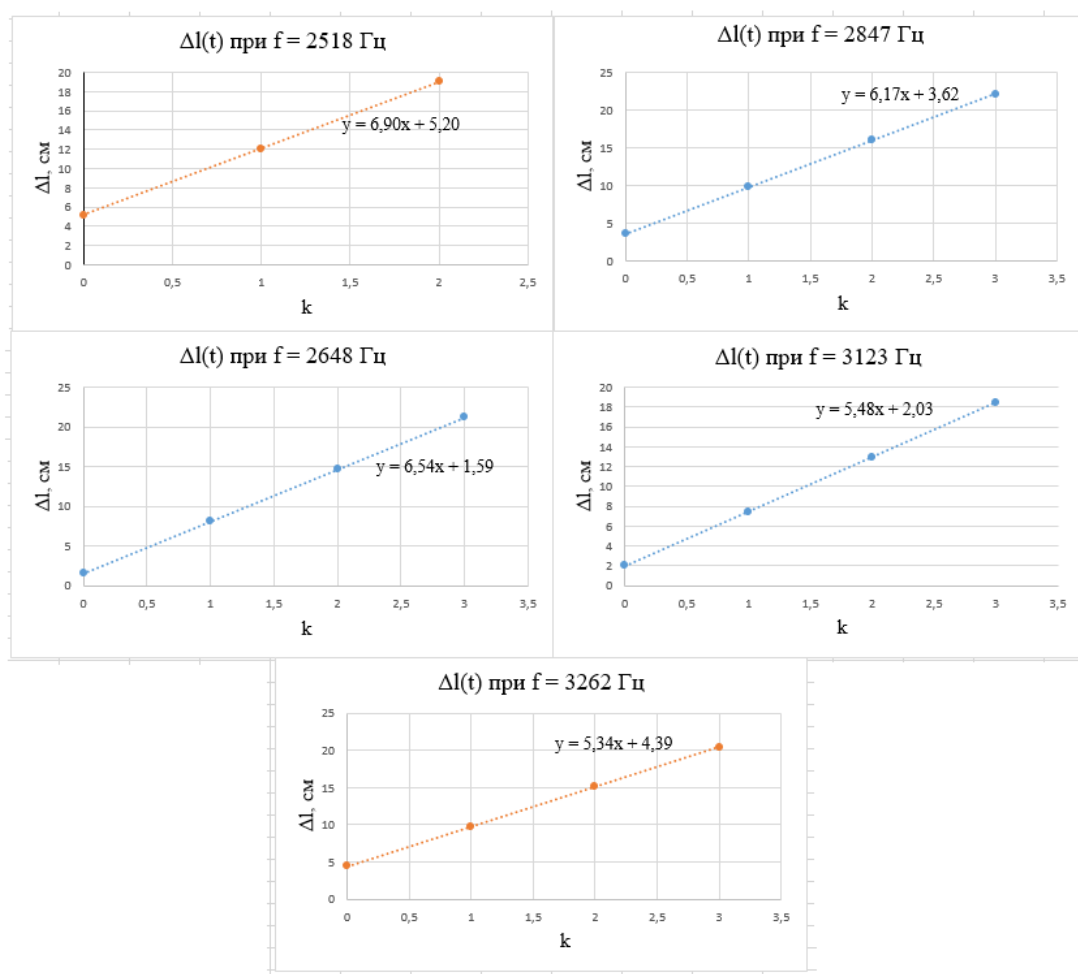 Δl(t) при f = 2518 Гц
20
18
16
14
12
10
8
6
4
2
0
Δl, см
y = 6,90x + 5,20
0 0,5 1 1,5 2 2,5
k
Δl(t) при f = 2847 Гц
25
20
15
10
5
0
Δl, см
y = 6,17x + 3,62
0 0,5 1 1,5 2 2,5 3 3,5
k
Δl(t) при f = 2648 Гц
25
20
15
10
5
0
Δl, см
y = 6,54x + 1,59
0 0,5 1 1,5 2 2,5 3 3,5
k
Δl(t) при f = 3123 Гц
20
18
16
14
12
10
8
6
4
2
0
Δl, см
y = 5,48x + 2,03
0 0,5 1 1,5 2 2,5 3 3,5
k
Δl(t) при f = 3262 Гц
25
20
15
10
5
0
Δl, см
y = 5,34x + 4,39
0 0,5 1 1,5 2 2,5 3 3,5
k